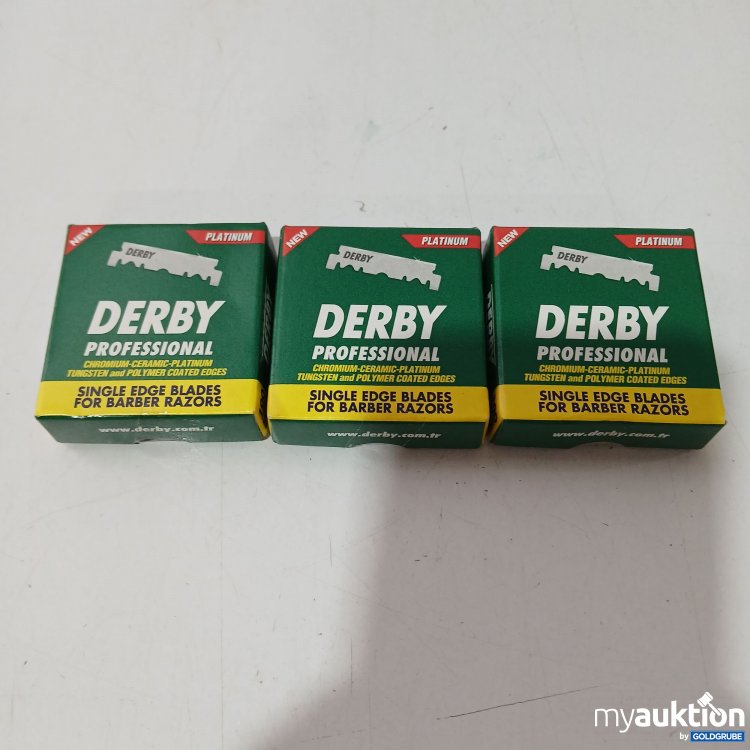 NEW
PLATINUM
DERBY
DERBY
PROFESSIONAL
CHROMIUM-CERAMIC-PLATINUM
TUNGSTEN and POLYMER COATED EDGES
SINGLE EDGE BLADES
FOR BARBER RAZORS
www.derby.com.tr
NEW
PLATINUM
DERBY
DERBY
PROFESSIONAL
CHROMIUM-CERAMIC-PLATINUM
TUNGSTEN and POLYMER COATED EDGES
SINGLE EDGE BLADES
FOR BARBER RAZORS
www.derby.com.tr
NEW
PLATINUM
DERBY
DERBY
PROFESSIONAL
CHROMIUM-CERAMIC-PLATINUM
TUNGSTEN and POLYMER COATED EDGES
SINGLE EDGE BLADES
FOR BARBER RAZORS
www.derby.com.tr
myauktion
by GOLDGRUBE